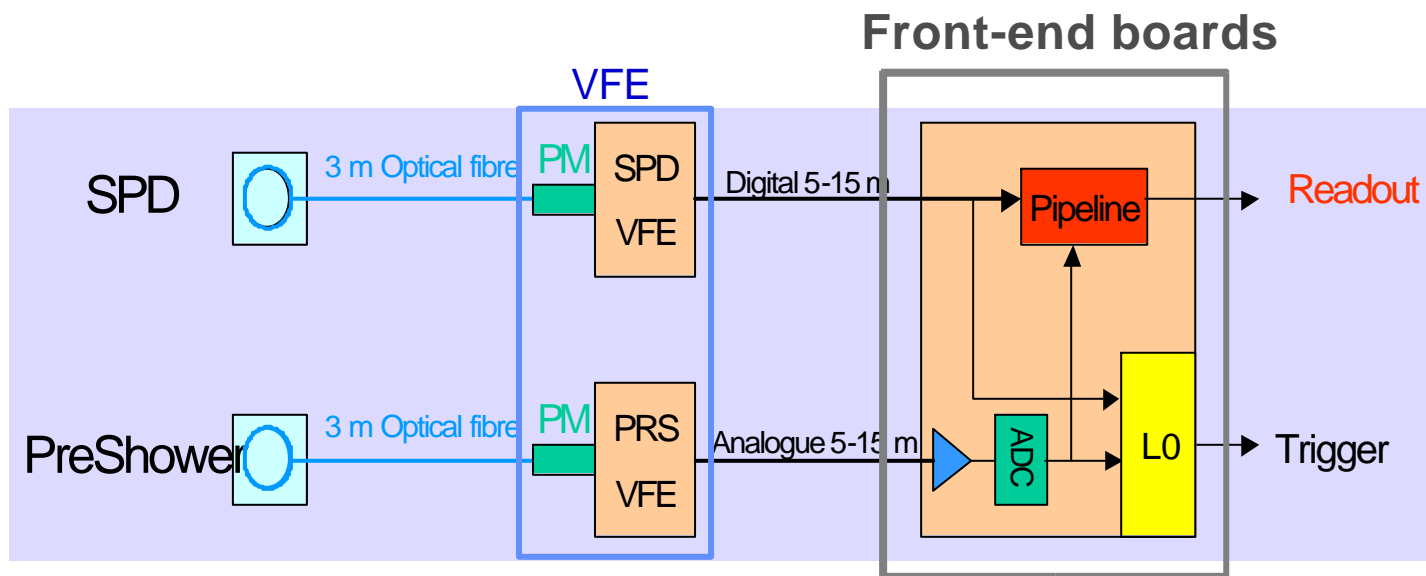 Front-end boards
VFE
SPD
3 m Optical fibre
PM
SPD
VFE
Digital 5-15 m
Pipeline
Readout
PreShower
3 m Optical fibre
PM
PRS
VFE
Analogue 5-15 m
ADC
L0
Trigger